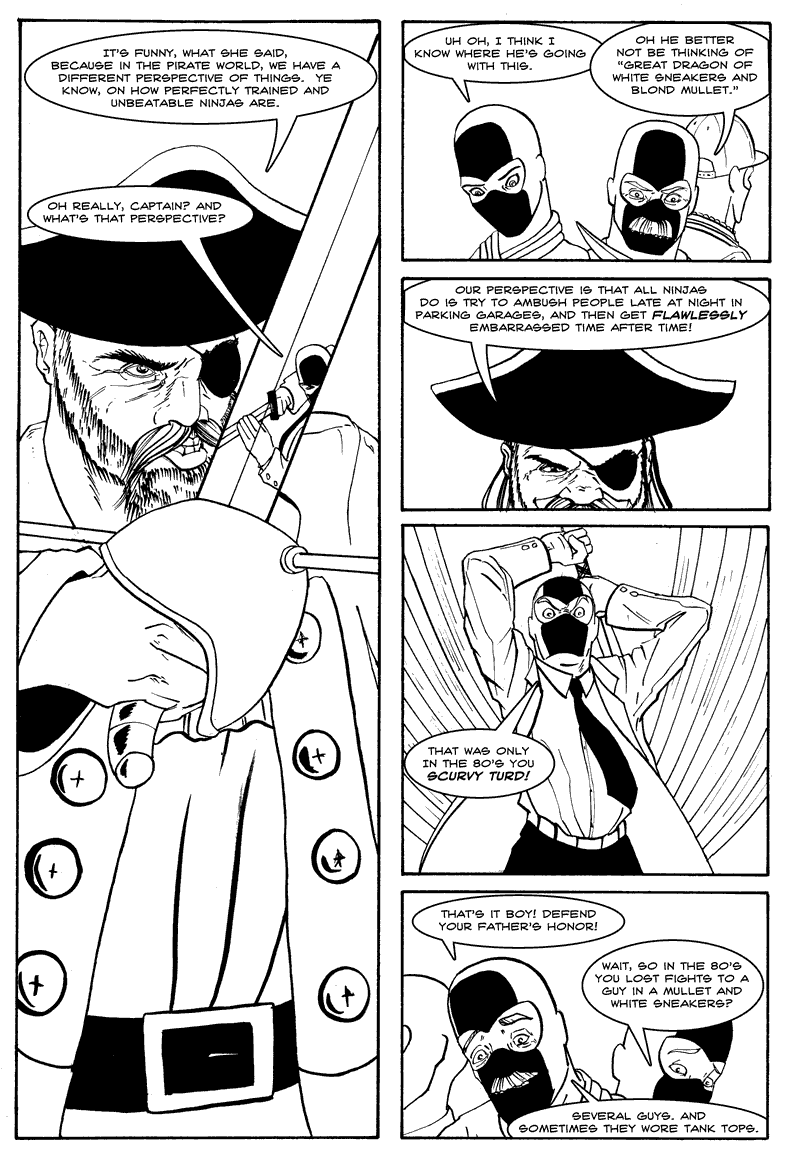 IT'S FUNNY, WHAT SHE SAID,
BECAUSE IN THE PIRATE WORLD, WE HAVE A
DIFFERENT PERSPECTIVE OF THINGS. YE
KNOW, ON HOW PERFECTLY TRAINED AND
UNBEATABLE NINJAS ARE.
OH REALLY, CAPTAIN? AND
WHAT'S THAT PERSPECTIVE?
UH OH, I THINK I
KNOW WHERE HE'S GOING
WITH THIS.
OH HE BETTER
NOT BE THINKING OF
"GREAT DRAGON OF
WHITE SNEAKERS AND
BLOND MULLET."
OUR PERSPECTIVE IS THAT ALL NINJAS
DO IS TRY TO AMBUSH PEOPLE LATE AT NIGHT IN
PARKING GARAGES, AND THEN GET FLAWLESSLY
EMBARRASSED TIME AFTER TIME!
THAT WAS ONLY
IN THE 80'S YOU
SCURVY TURD!
THAT'S IT BOY! DEFEND
YOUR FATHER'S HONOR!
WAIT, SO IN THE 80'S
YOU LOST FIGHTS TO A
GUY IN A MULLET AND
WHITE SNEAKERS?
SEVERAL GUYS. AND
SOMETIMES THEY WORE TANK TOPS.